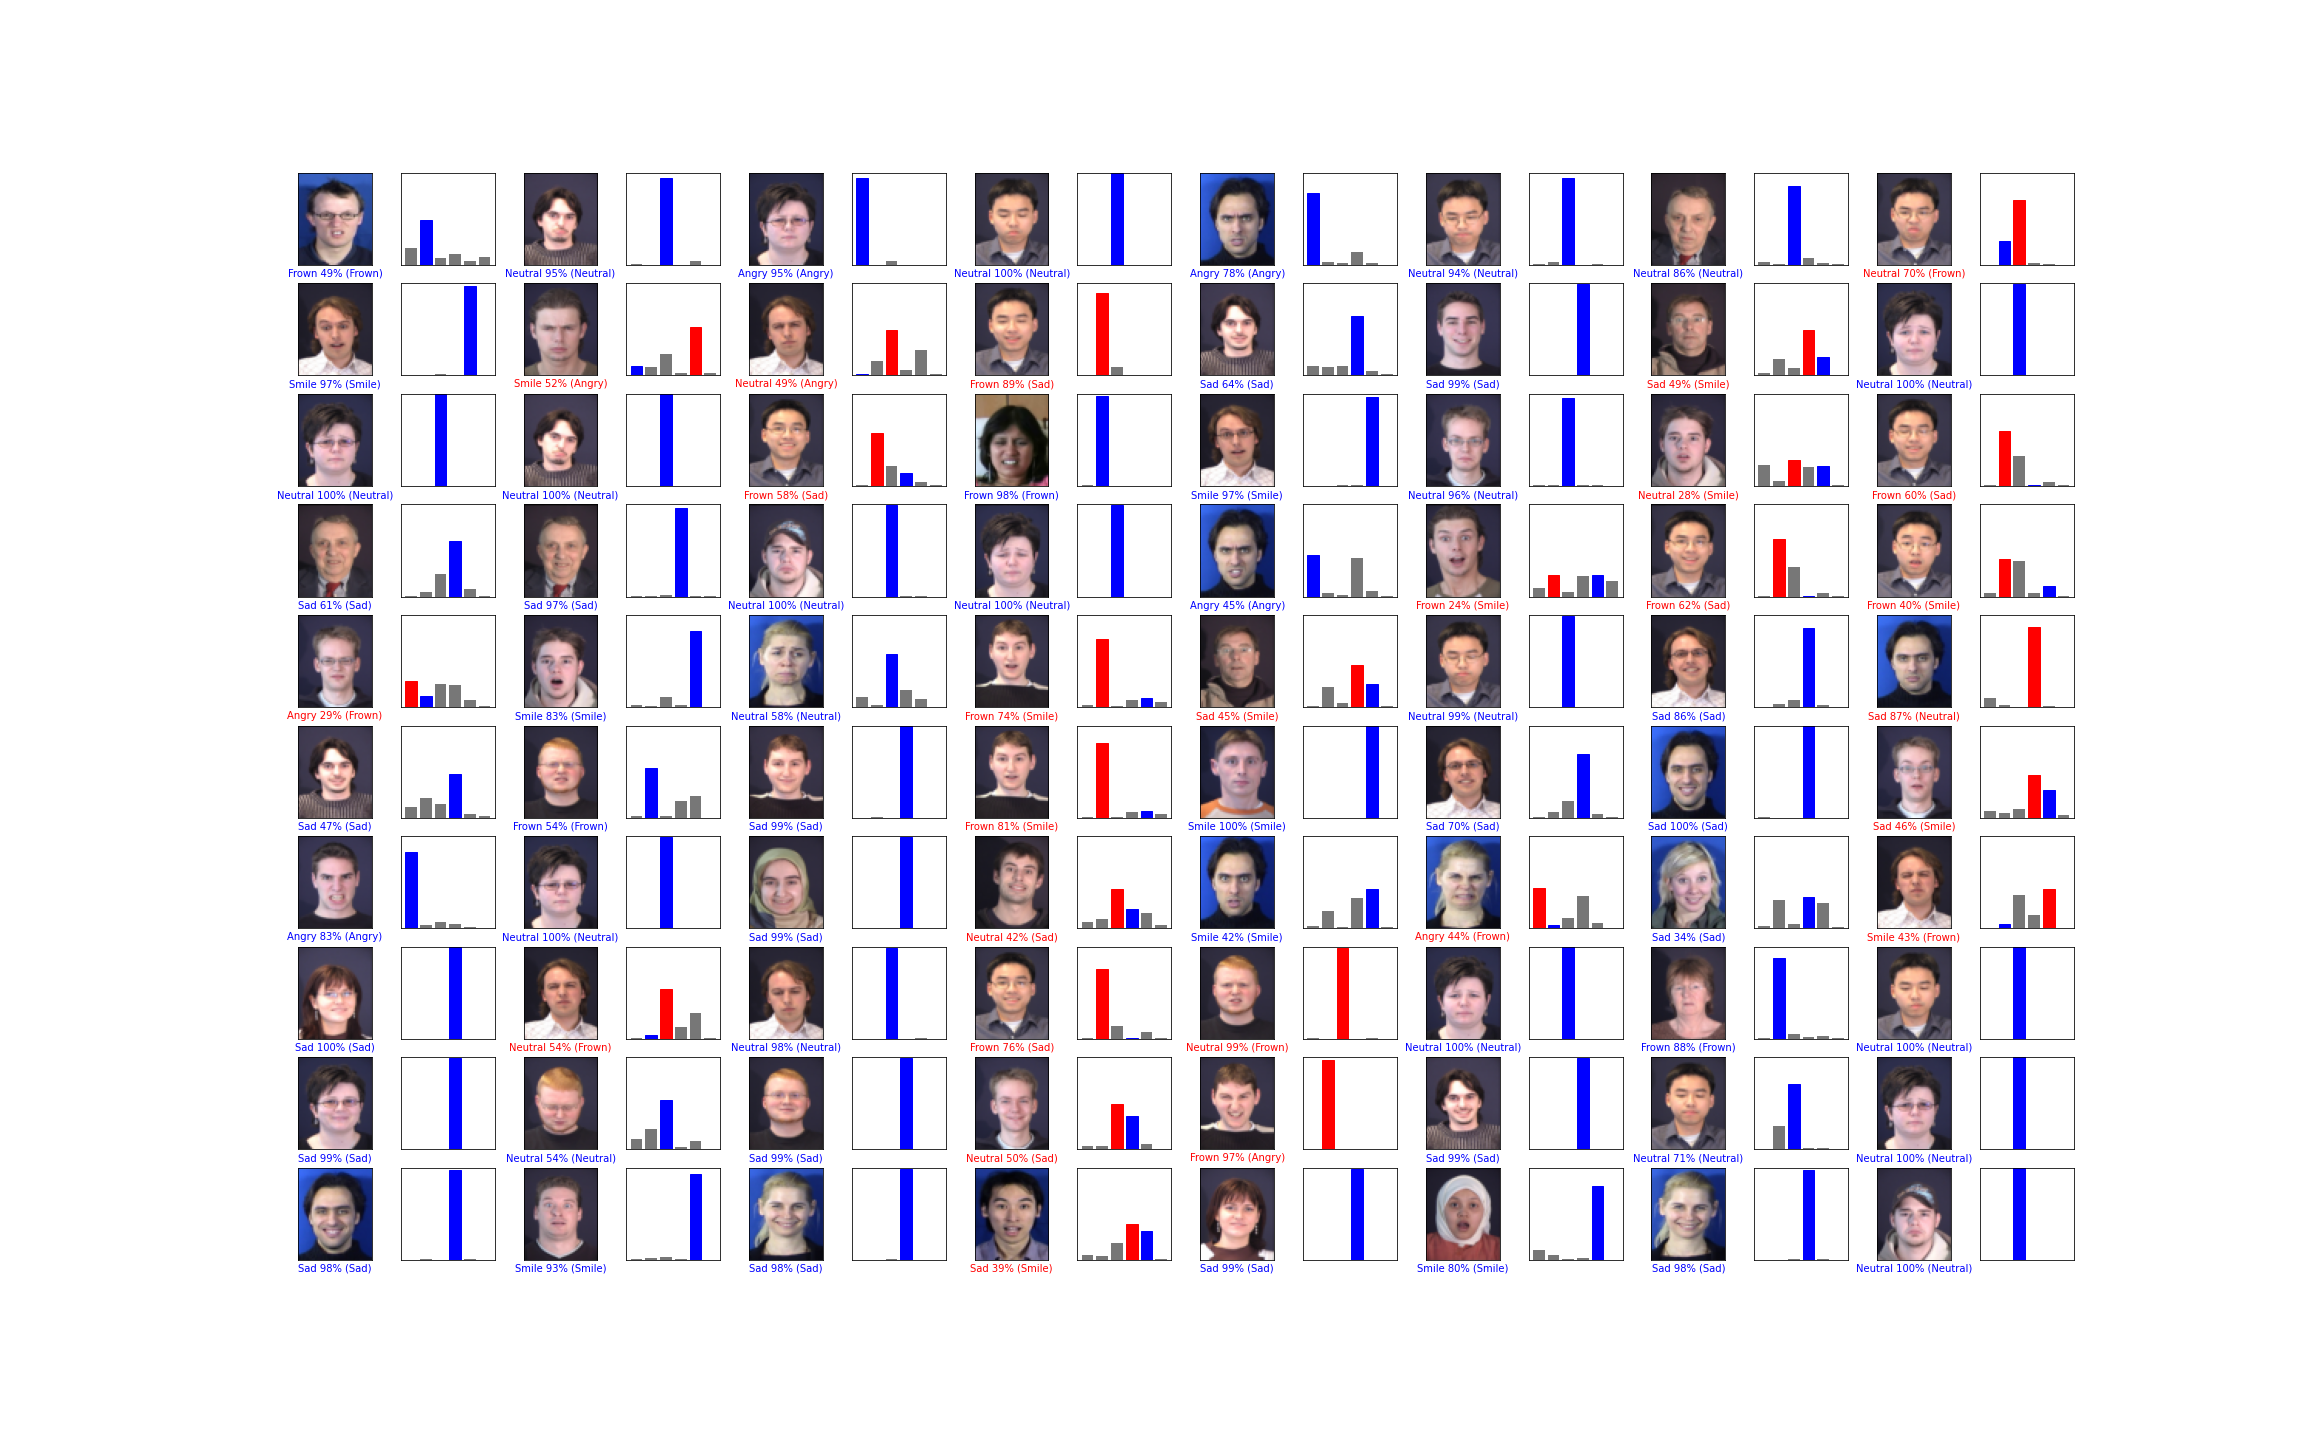 Frown 49% (Frown)
Neutral 95% (Neutral)
Angry 95% (Angry)
Neutral 100% (Neutral)
Angry 78% (Angry)
Neutral 94% (Neutral)
Neutral 86% (Neutral)
Neutral 70% (Frown)
Smile 97% (Smile)
Smile 52% (Angry)
Neutral 49% (Angry)
Frown 89% (Sad)
Sad 64% (Sad)
Sad 99% (Sad)
Sad 49% (Smile)
Neutral 100% (Neutral)
Neutral 100% (Neutral)
Neutral 100% (Neutral)
Frown 58% (Sad)
Frown 98% (Frown)
Smile 97% (Smile)
Neutral 96% (Neutral)
Neutral 28% (Smile)
Frown 60% (Sad)
Sad 61% (Sad)
Sad 97% (Sad)
Neutral 100% (Neutral)
Neutral 100% (Neutral)
Angry 45% (Angry)
Frown 24% (Smile)
Frown 62% (Sad)
Frown 40% (Smile)
Angry 29% (Frown)
Smile 83% (Smile)
Neutral 58% (Neutral)
Frown 74% (Smile)
Sad 45% (Smile)
Neutral 99% (Neutral)
Sad 86% (Sad)
Sad 87% (Neutral)
Sad 47% (Sad)
Frown 54% (Frown)
Sad 99% (Sad)
Frown 81% (Smile)
Smile 100% (Smile)
Sad 70% (Sad)
Sad 100% (Sad)
Sad 46% (Smile)
Angry 83% (Angry)
Neutral 100% (Neutral)
Sad 99% (Sad)
Neutral 42% (Sad)
Smile 42% (Smile)
Angry 44% (Frown)
Sad 34% (Sad)
Smile 43% (Frown)
Sad 100% (Sad)
Neutral 54% (Frown)
Neutral 98% (Neutral)
Frown 76% (Sad)
Neutral 99% (Frown)
Neutral 100% (Neutral)
Frown 88% (Frown)
Neutral 100% (Neutral)
Sad 99% (Sad)
Neutral 54% (Neutral)
Sad 99% (Sad)
Neutral 50% (Sad)
Frown 97% (Angry)
Sad 99% (Sad)
Neutral 71% (Neutral)
Neutral 100% (Neutral)
Sad 98% (Sad)
Smile 93% (Smile)
Sad 98% (Sad)
Sad 39% (Smile)
Sad 99% (Sad)
Smile 80% (Smile)
Sad 98% (Sad)
Neutral 100% (Neutral)